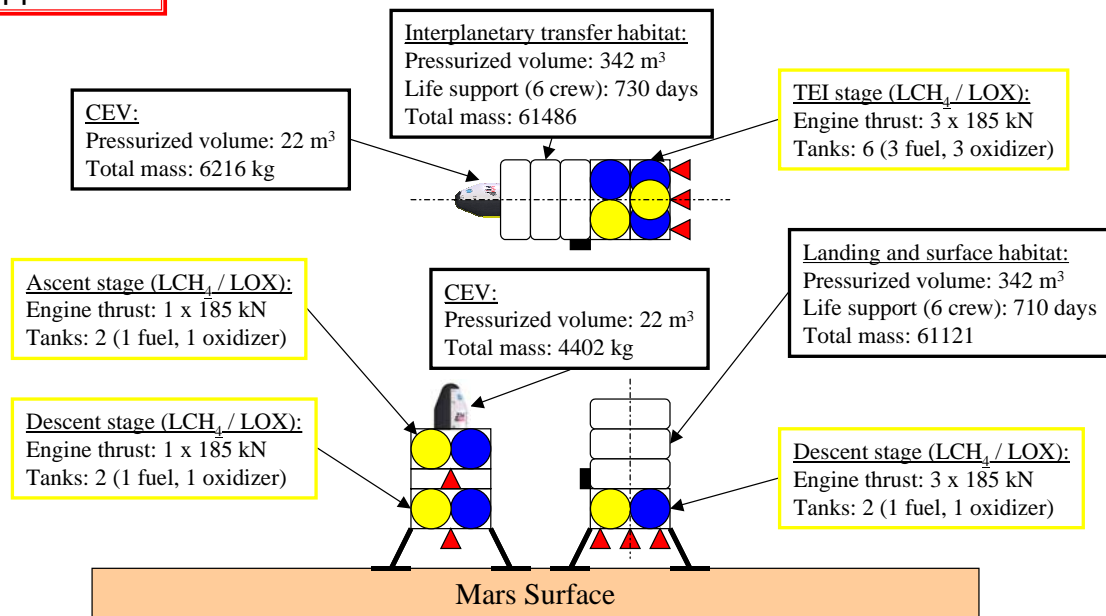 Interplanetary transfer habitat:
Pressurized volume: 342 m³
Life support (6 crew): 730 days
Total mass: 61486
TEI stage (LCH₄ / LOX):
Engine thrust: 3 x 185 kN
Tanks: 6 (3 fuel, 3 oxidizer)
CEV:
Pressurized volume: 22 m³
Total mass: 6216 kg
Landing and surface habitat:
Pressurized volume: 342 m³
Life support (6 crew): 710 days
Total mass: 61121
Ascent stage (LCH₄ / LOX):
Engine thrust: 1 x 185 kN
Tanks: 2 (1 fuel, 1 oxidizer)
CEV:
Pressurized volume: 22 m³
Total mass: 4402 kg
Descent stage (LCH₄ / LOX):
Engine thrust: 1 x 185 kN
Tanks: 2 (1 fuel, 1 oxidizer)
Descent stage (LCH₄ / LOX):
Engine thrust: 3 x 185 kN
Tanks: 2 (1 fuel, 1 oxidizer)
Mars Surface